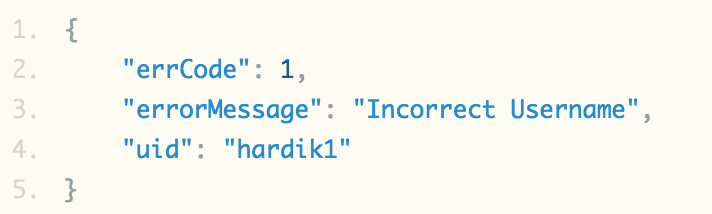 1. {
2. "errCode": 1,
3. "errorMessage": "Incorrect Username",
4. "uid": "hardik1"
5. }